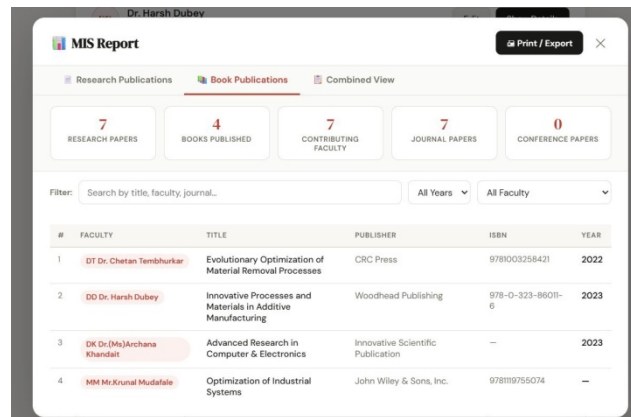 Dr. Harsh Dubey
MIS Report
Print / Export
Research Publications
Book Publications
Combined View
7
RESEARCH PAPERS
4
BOOKS PUBLISHED
7
CONTRIBUTING
FACULTY
7
JOURNAL PAPERS
0
CONFERENCE PAPERS
Filter:
Search by title, faculty, journal...
All Years
All Faculty
# FACULTY TITLE PUBLISHER ISBN YEAR
1 DT Dr. Chetan Tembhurkar Evolutionary Optimization of CRC Press 9781003258421 2022
Material Removal Processes
2 DD Dr. Harsh Dubey Innovative Processes and Woodhead Publishing 978-0-323-86011- 2023
Materials in Additive 6
Manufacturing
3 DK Dr.(Ms)Archana Advanced Research in Innovative Scientific – 2023
Khandait Computer & Electronics Publication
4 MM Mr.Krunal Mudafale Optimization of Industrial John Wiley & Sons, Inc. 9781119755074 –
Systems